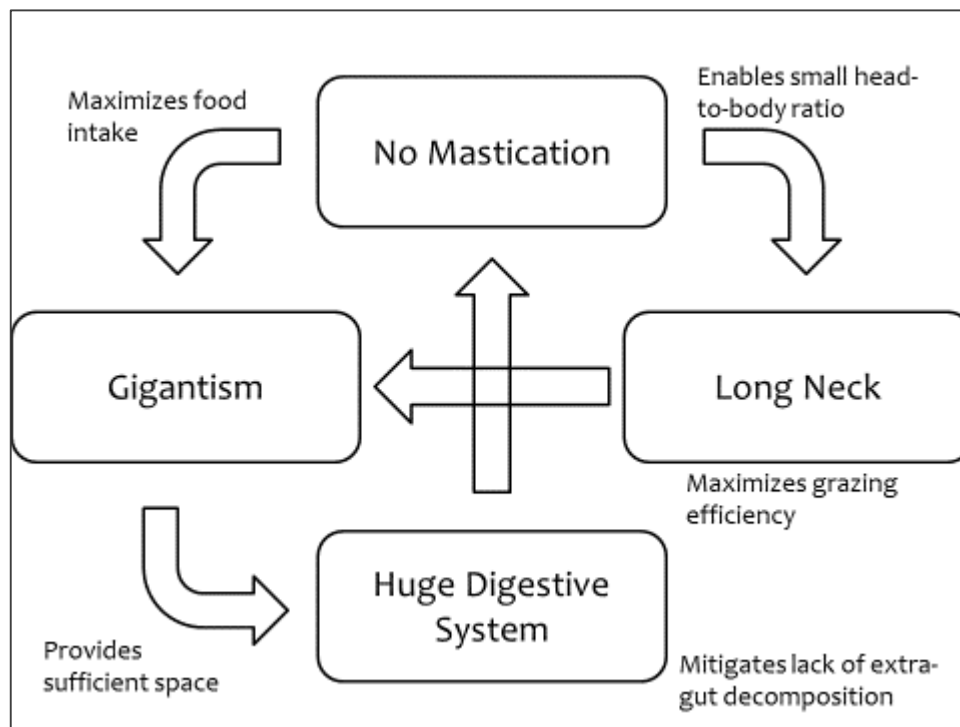 Maximizes food
intake
No Mastication
Enables small head-
to-body ratio
Gigantism
Long Neck
Maximizes grazing
efficiency
Huge Digestive
System
Provides
sufficient space
Mitigates lack of extra-
gut decomposition